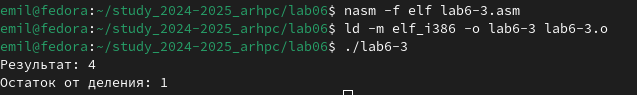 emil@fedora:~/study_2024-2025_arhpc/lab06$ nasm -f elf lab6-3.asm
emil@fedora:~/study_2024-2025_arhpc/lab06$ ld -m elf_i386 -o lab6-3 lab6-3.o
emil@fedora:~/study_2024-2025_arhpc/lab06$ ./lab6-3
Результат: 4
Остаток от деления: 1